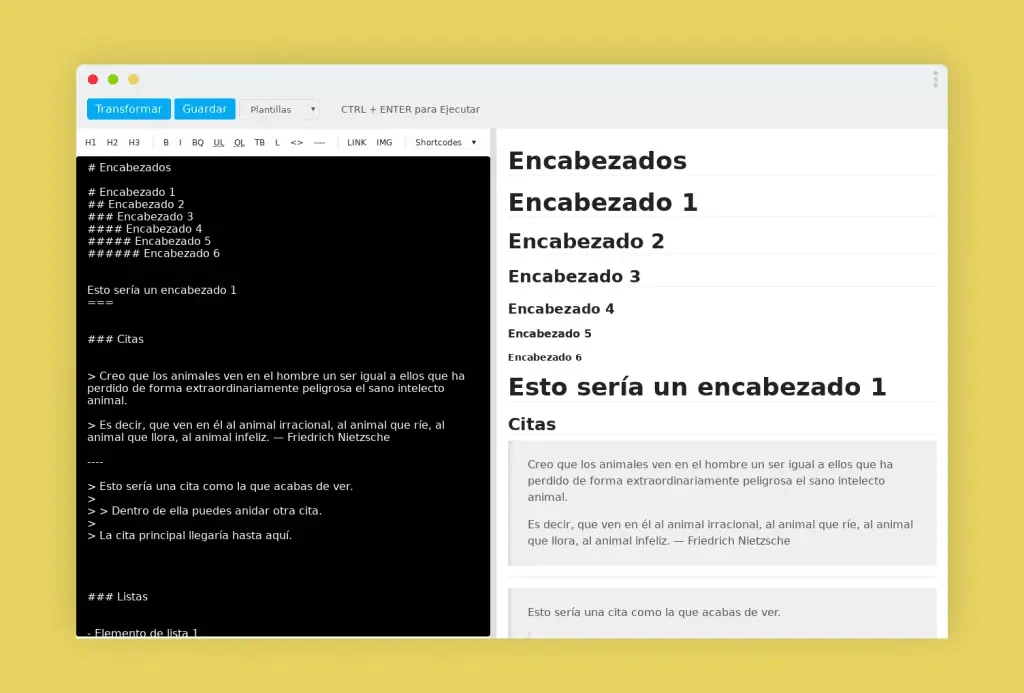 Transformar Guardar Plantillas CTRL + ENTER para Ejecutar
H1 H2 H3 B I BQ UL OL TB L <> ---- LINK IMG Shortcodes
# Encabezados
# Encabezado 1
## Encabezado 2
### Encabezado 3
#### Encabezado 4
##### Encabezado 5
###### Encabezado 6
Esto sería un encabezado 1
===
### Citas
> Creo que los animales ven en el hombre un ser igual a ellos que ha
perdido de forma extraordinariamente peligrosa el sano intelecto
animal.
> Es decir, que ven en él al animal irracional, al animal que ríe, al
animal que llora, al animal infeliz. — Friedrich Nietzsche
----
> Esto sería una cita como la que acabas de ver.
>
> > Dentro de ella puedes anidar otra cita.
>
> La cita principal llegaría hasta aquí.
### Listas
- Elemento de lista 1
Encabezados
Encabezado 1
Encabezado 2
Encabezado 3
Encabezado 4
Encabezado 5
Encabezado 6
Esto sería un encabezado 1
Citas
Creo que los animales ven en el hombre un ser igual a ellos que ha
perdido de forma extraordinariamente peligrosa el sano intelecto
animal.
Es decir, que ven en él al animal irracional, al animal que ríe, al animal
que llora, al animal infeliz. — Friedrich Nietzsche
Esto sería una cita como la que acabas de ver.